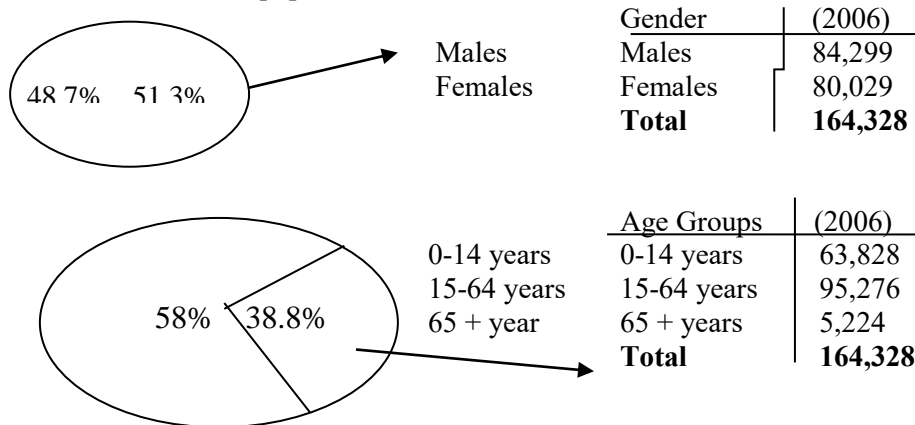 Gender (2006)
Males Males 84,299
48.7% 51.3% Females Females 80,029
Total 164,328
Age Groups (2006)
0-14 years 0-14 years 63,828
58% 38.8% 15-64 years 15-64 years 95,276
65 + year 65 + years 5,224
Total 164,328